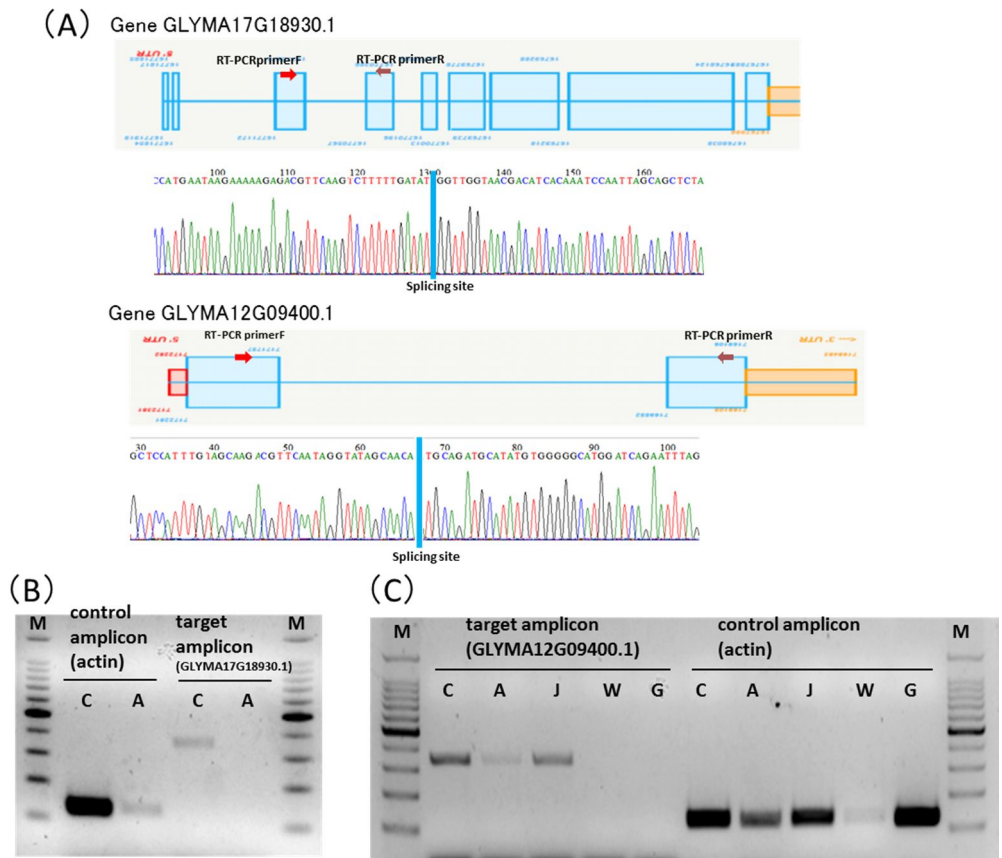 (A)
Gene GLYMA17G18930.1
5' UTR
RT-PCRprimerF
RT-PCR primerR
100 110 120 130 140 150 160
Splicing site
Gene GLYMA12G09400.1
5' UTR
RT-PCR primerF
RT-PCR primerR
3' UTR
30 40 50 60 70 80 90 100
GCTCCATTTGTAGCAAGACGTTCAATAGGTATAGCAACA TGCAGATGCATATGTGGGGGCATGGATCAGAATTTAG
Splicing site
(B)
M
control
amplicon
(actin)
target
amplicon
(GLYMA17G18930.1)
M
C A C A
(C)
M
target amplicon
(GLYMA12G09400.1)
control amplicon
(actin)
M
C A J W G C A J W G